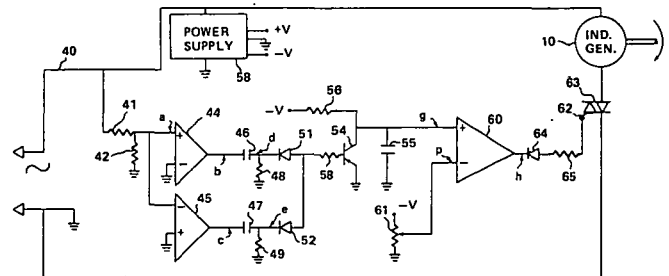 POWER
SUPPLY
+V
-V
58
40
IND.
GEN.
10
63
62
41
a
44
42
+
-
b
46
d
51
48
-V
56
54
58
55
g
+
60
p
-
h
64
65
61
-V
-
45
+
c
47
e
49
52